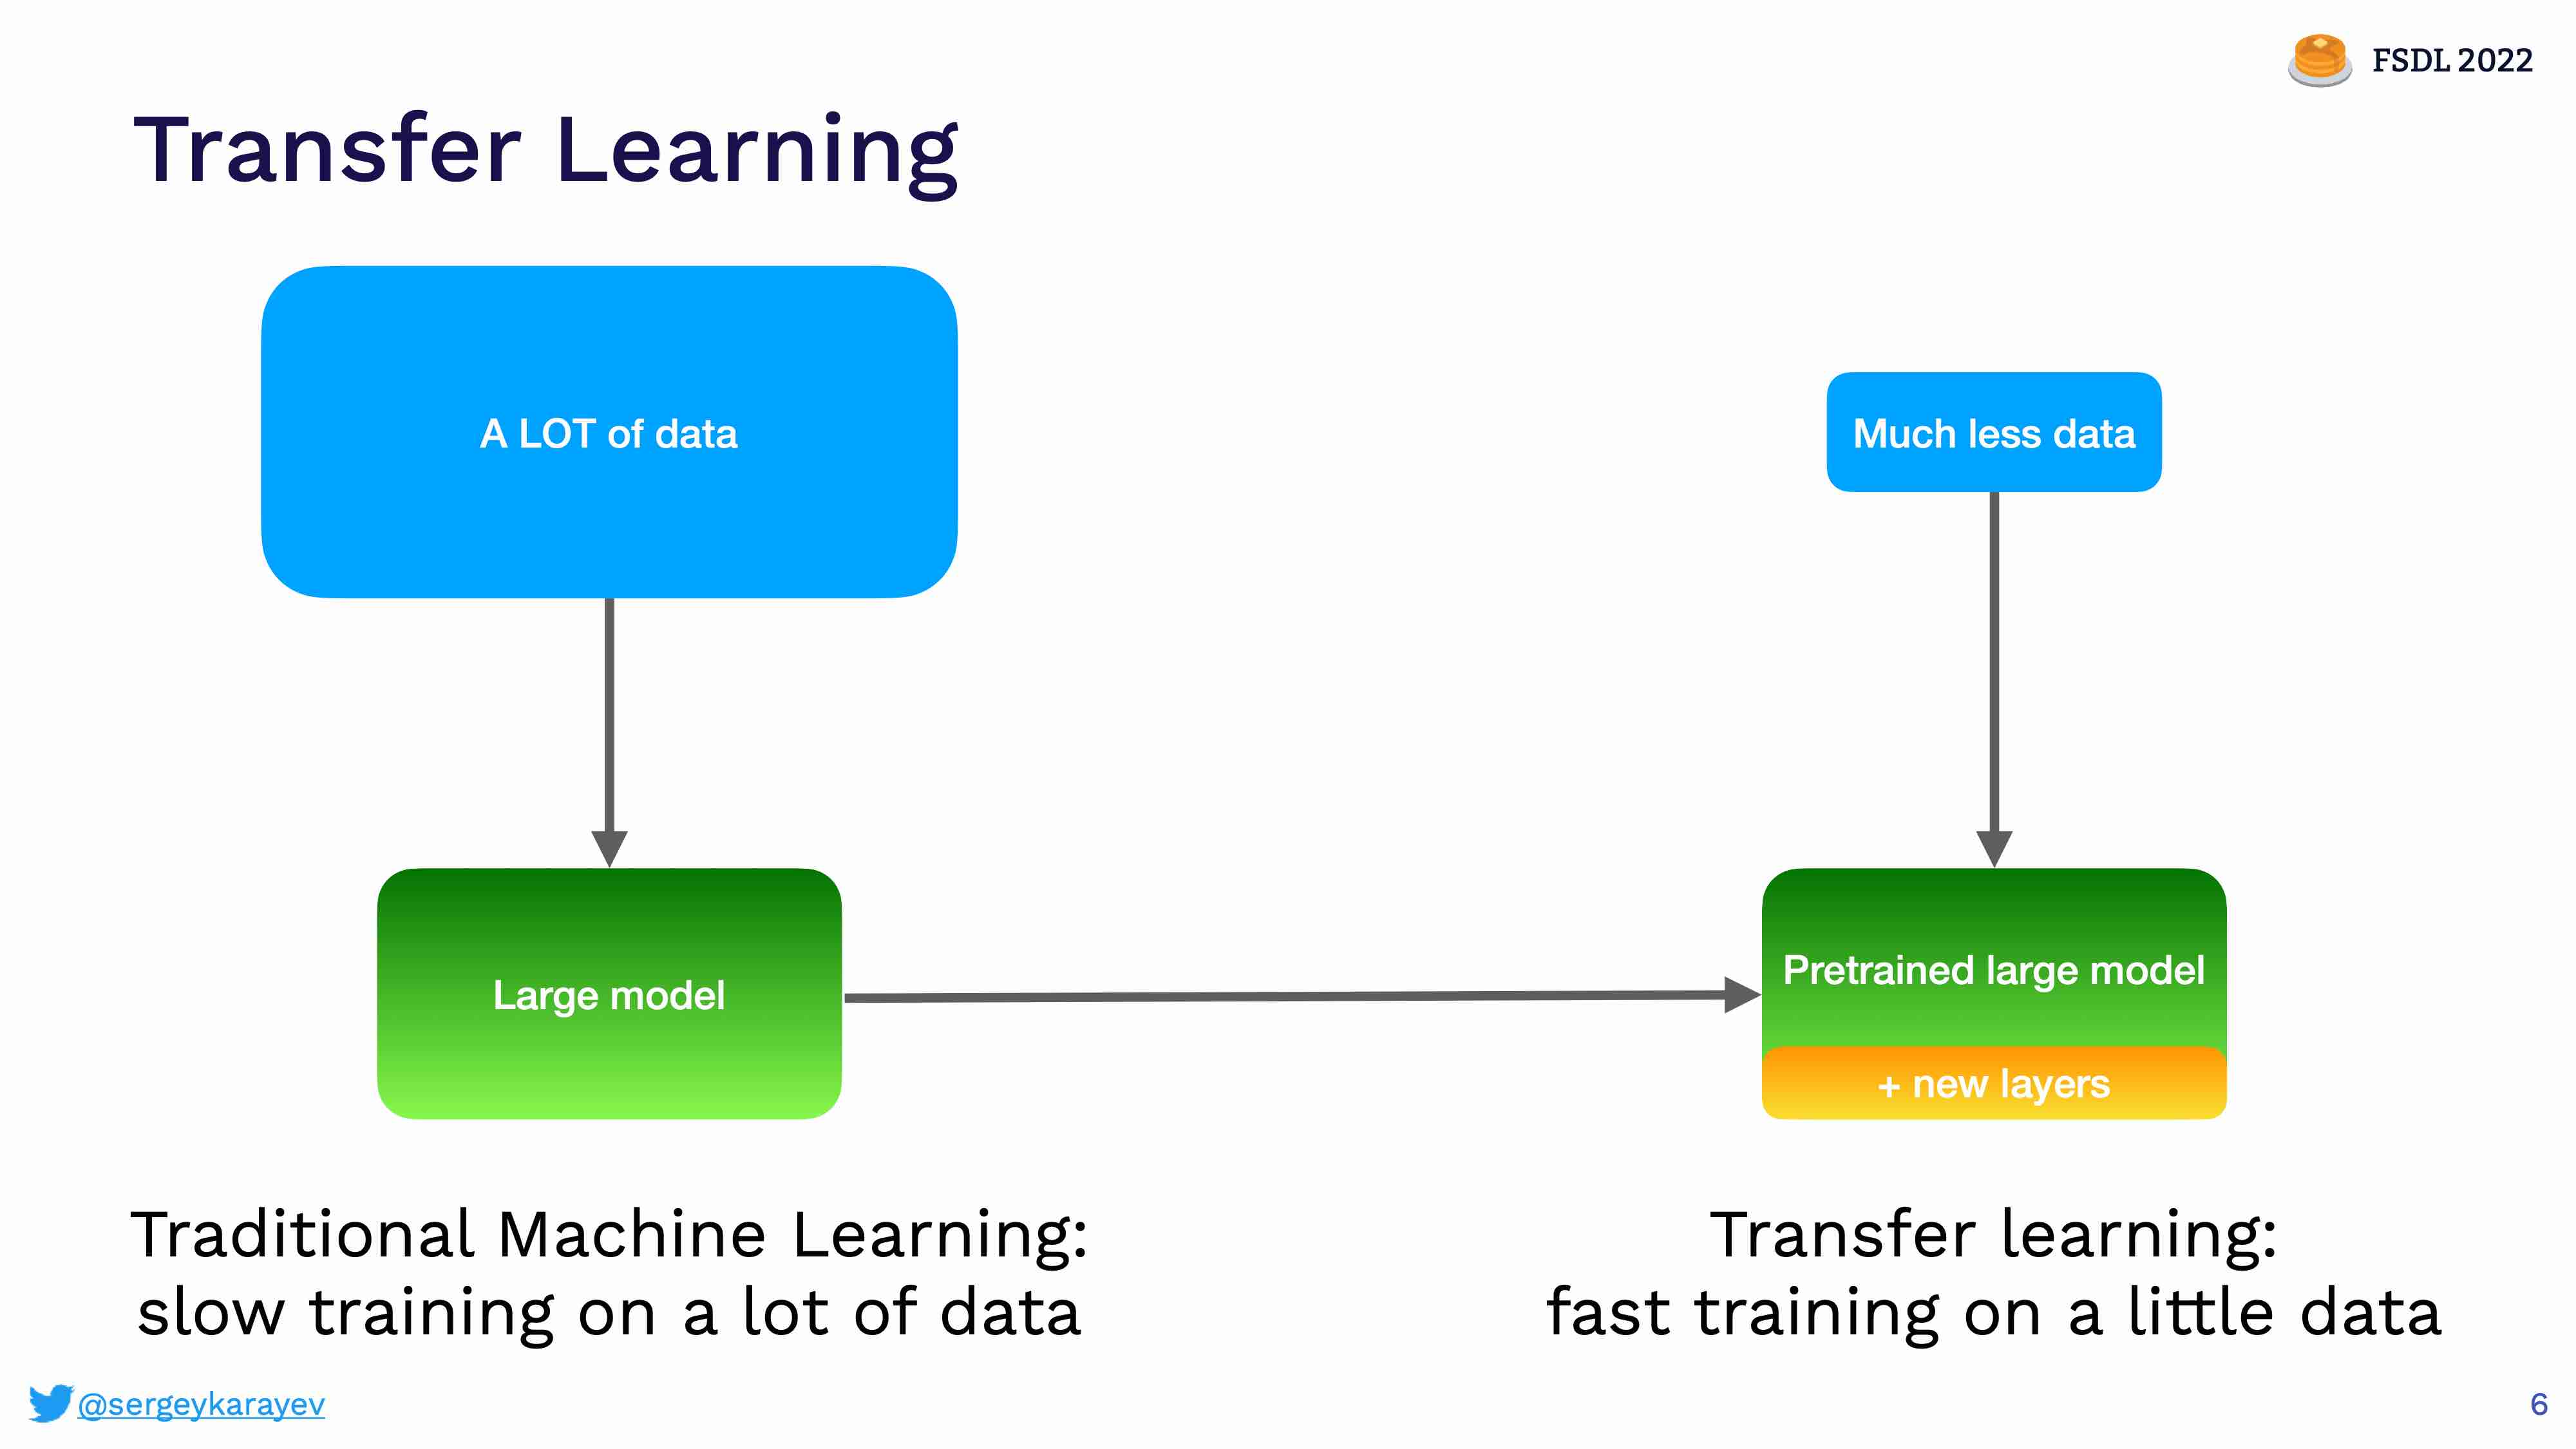 FSDL 2022
Transfer Learning
A LOT of data
Much less data
Large model
Pretrained large model
+ new layers
Traditional Machine Learning:
slow training on a lot of data
Transfer learning:
fast training on a little data
@sergeykarayev
6